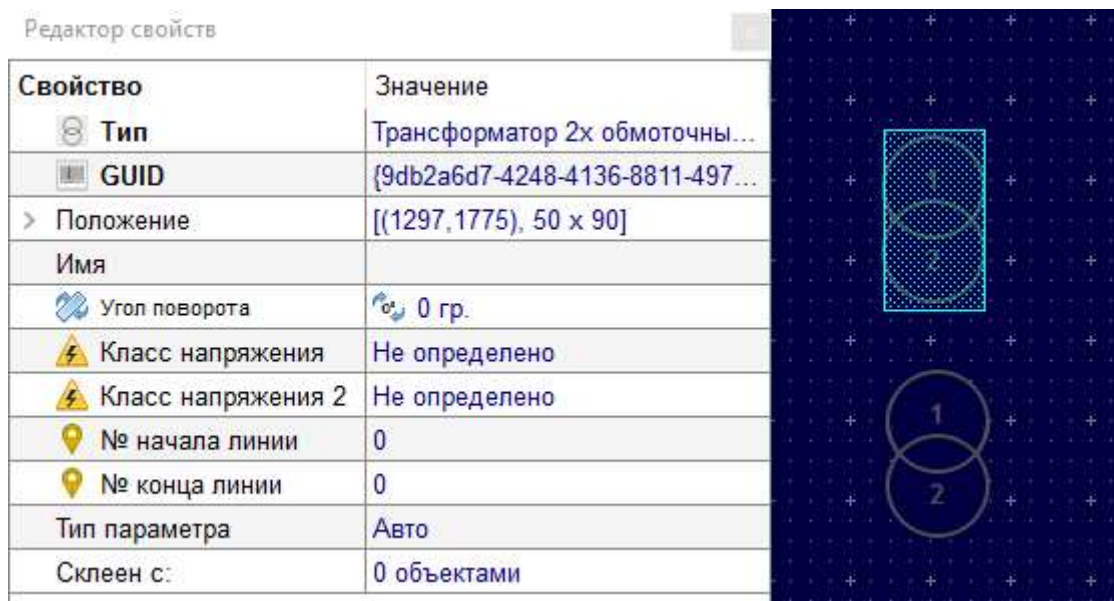 Редактор свойств
Свойство Значение
Тип Трансформатор 2х обмоточны...
GUID {9db2a6d7-4248-4136-8811-497...
Положение [(1297,1775), 50 x 90]
Имя
Угол поворота 0 гр.
Класс напряжения Не определено
Класс напряжения 2 Не определено
№ начала линии 0
№ конца линии 0
Тип параметра Авто
Склеен с: 0 объектами
1
2
1
2